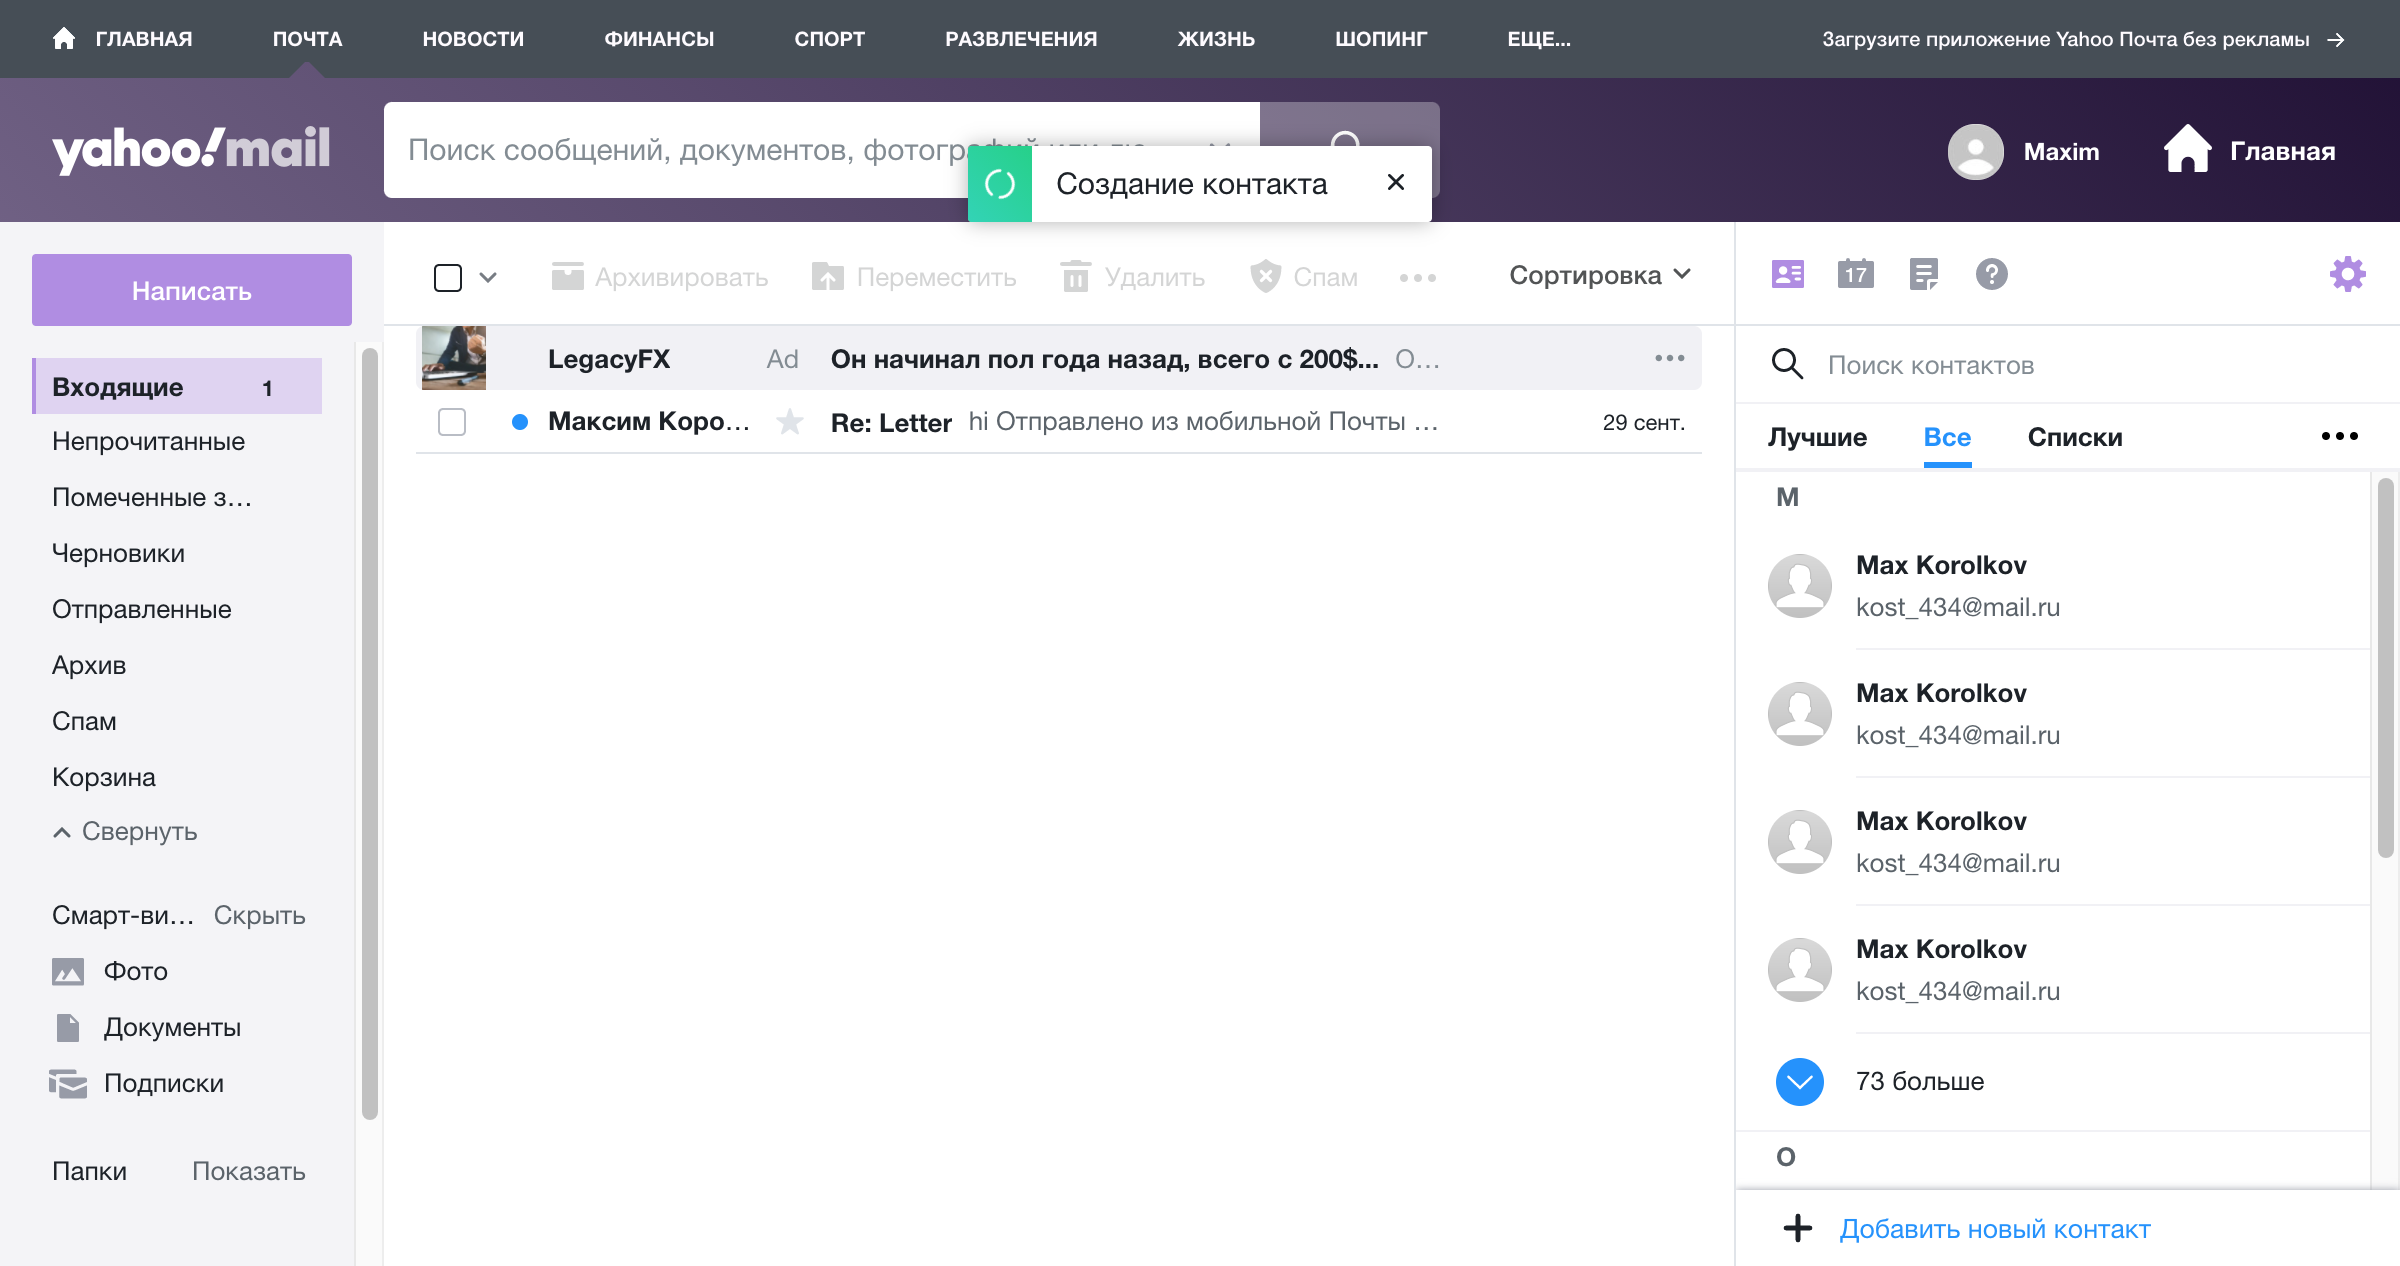 ГЛАВНАЯ ПОЧТА НОВОСТИ ФИНАНСЫ СПОРТ РАЗВЛЕЧЕНИЯ ЖИЗНЬ ШОПИНГ ЕЩЕ... Загрузите приложение Yahoo Почта без рекламы
yahoo!mail
Поиск сообщений, документов, фотографий или лю
Создание контакта
Maxim
Главная
Написать
Архивировать Переместить Удалить Спам Сортировка
17
Входящие 1
Непрочитанные
Помеченные з...
Черновики
Отправленные
Архив
Спам
Корзина
Свернуть
Смарт-ви... Скрыть
Фото
Документы
Подписки
Папки Показать
LegacyFX Ad Он начинал пол года назад, всего с 200$... О...
Максим Коро... Re: Letter hi Отправлено из мобильной Почты ... 29 сент.
Поиск контактов
Лучшие Все Списки
M
Max Korolkov
kost_434@mail.ru
Max Korolkov
kost_434@mail.ru
Max Korolkov
kost_434@mail.ru
Max Korolkov
kost_434@mail.ru
73 больше
O
Добавить новый контакт